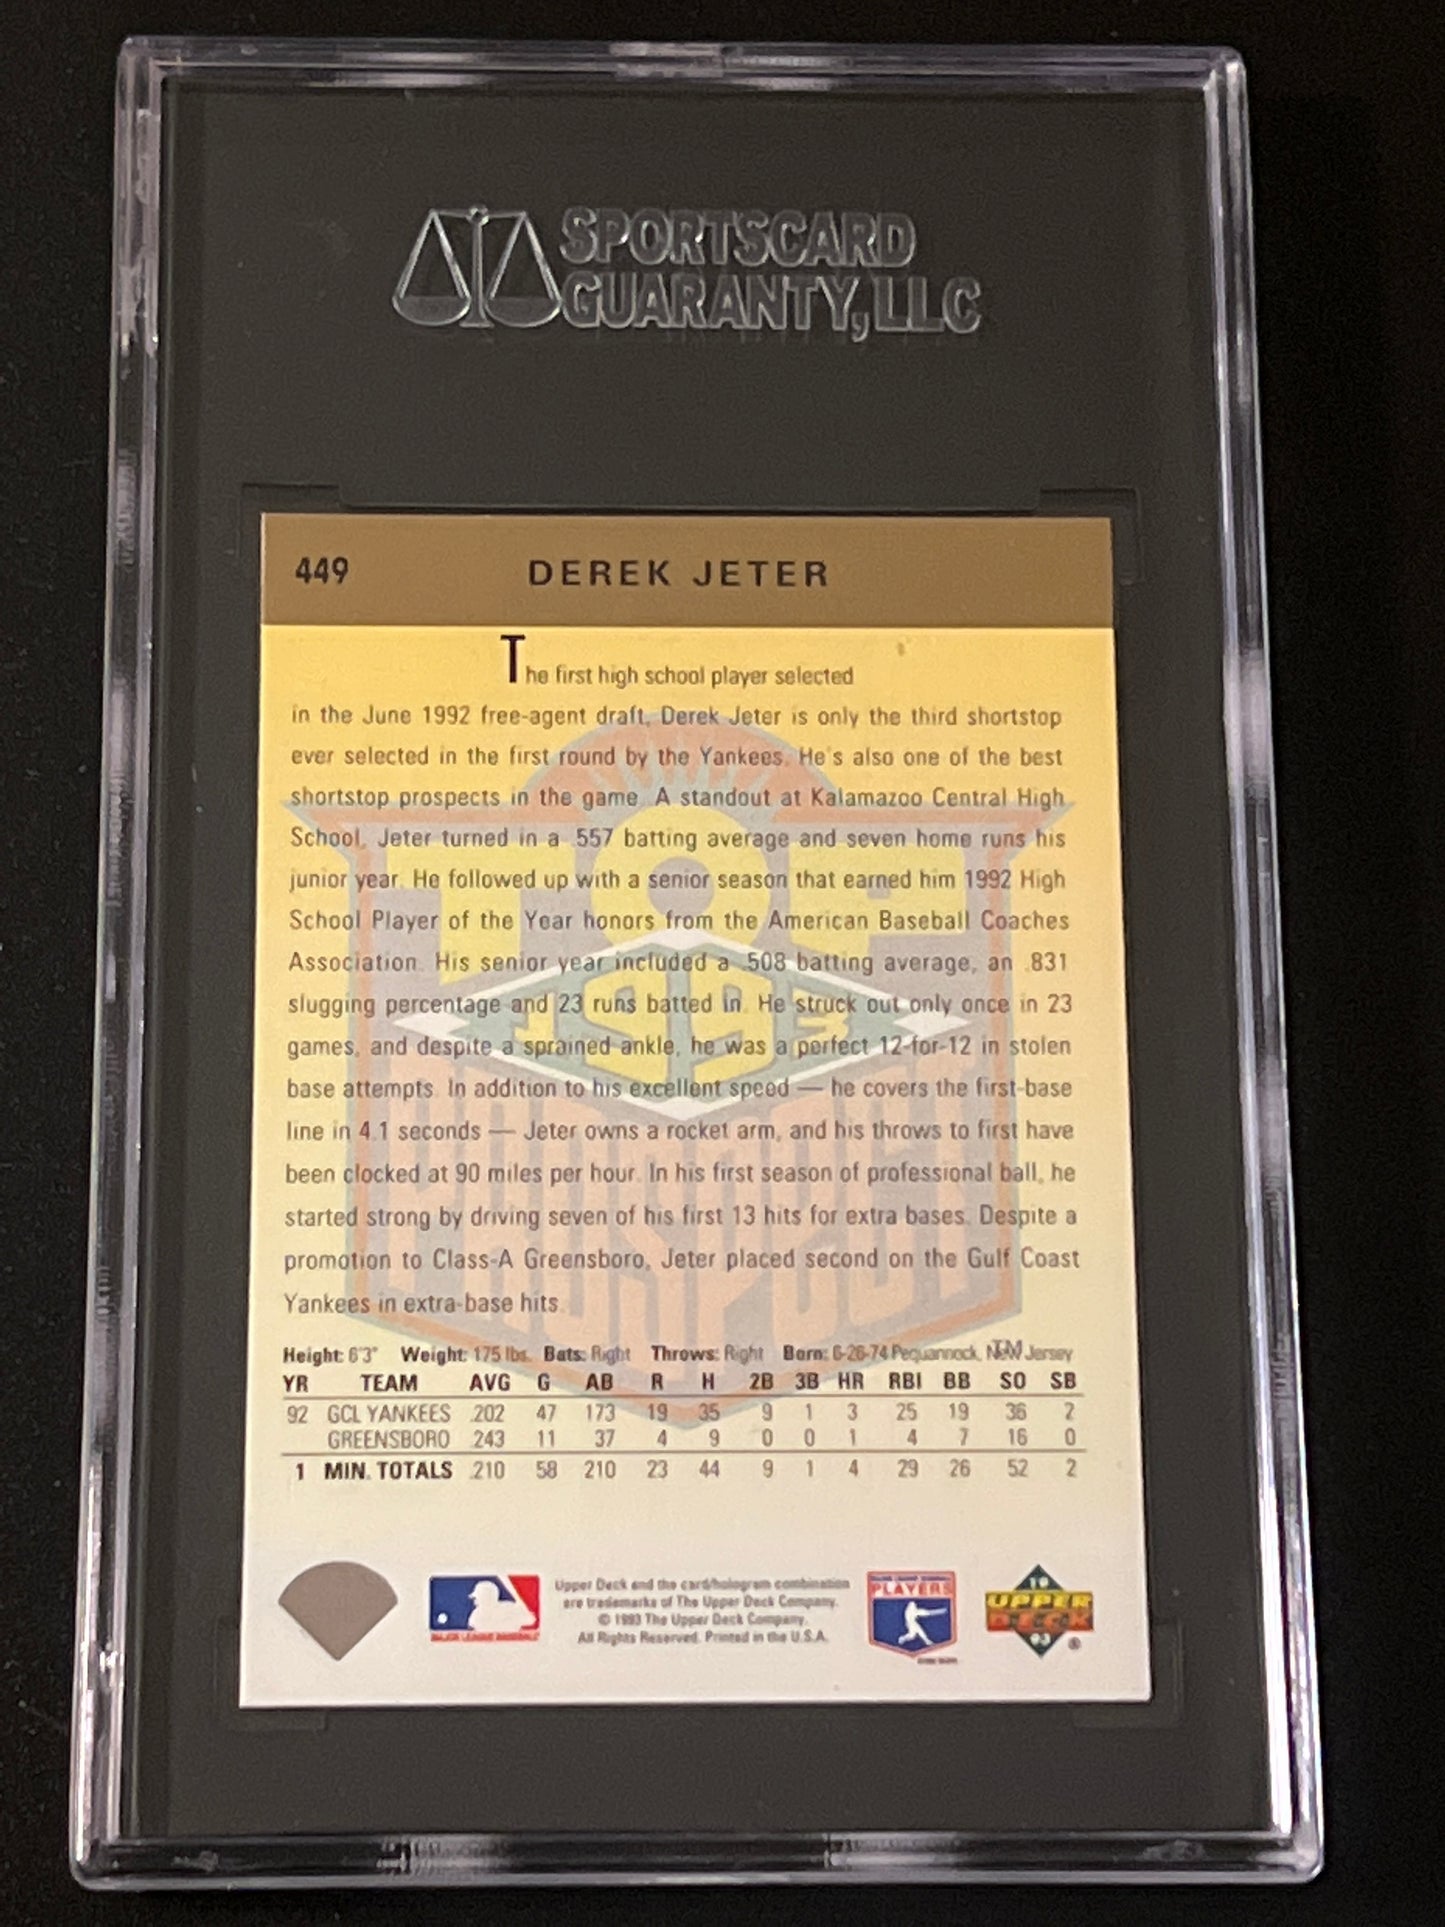 SPORTSCARD
GUARANTY, LLC
449 DEREK JETER
The first high school player selected
in the June 1992 free-agent draft, Derek Jeter is only the third shortstop
ever selected in the first round by the Yankees. He's also one of the best
shortstop prospects in the game. A standout at Kalamazoo Central High
School, Jeter turned in a .557 batting average and seven home runs his
junior year. He followed up with a senior season that earned him 1992 High
School Player of the Year honors from the American Baseball Coaches
Association. His senior year included a .508 batting average, an .831
slugging percentage and 23 runs batted in. He struck out only once in 23
games, and despite a sprained ankle, he was a perfect 12-for-12 in stolen
base attempts. In addition to his excellent speed — he covers the first-base
line in 4.1 seconds — Jeter owns a rocket arm, and his throws to first have
been clocked at 90 miles per hour. In his first season of professional ball, he
started strong by driving seven of his first 13 hits for extra bases. Despite a
promotion to Class-A Greensboro, Jeter placed second on the Gulf Coast
Yankees in extra-base hits.
TOP
1993
PROSPECT
TM
Height: 6'3" Weight: 175 lbs. Bats: Right Throws: Right Born: 6-26-74 Pequannock, New Jersey
YR TEAM AVG G AB R H 2B 3B HR RBI BB SO SB
92 GCL YANKEES .202 47 173 19 35 9 1 3 25 19 36 2
GREENSBORO .243 11 37 4 9 0 0 1 4 7 16 0
1 MIN. TOTALS .210 58 210 23 44 9 1 4 29 26 52 2
MAJOR LEAGUE BASEBALL
Upper Deck and the card/hologram combination
are trademarks of The Upper Deck Company.
© 1993 The Upper Deck Company.
All Rights Reserved. Printed in the U.S.A.
PLAYERS
19
UPPER
DECK
93 ®